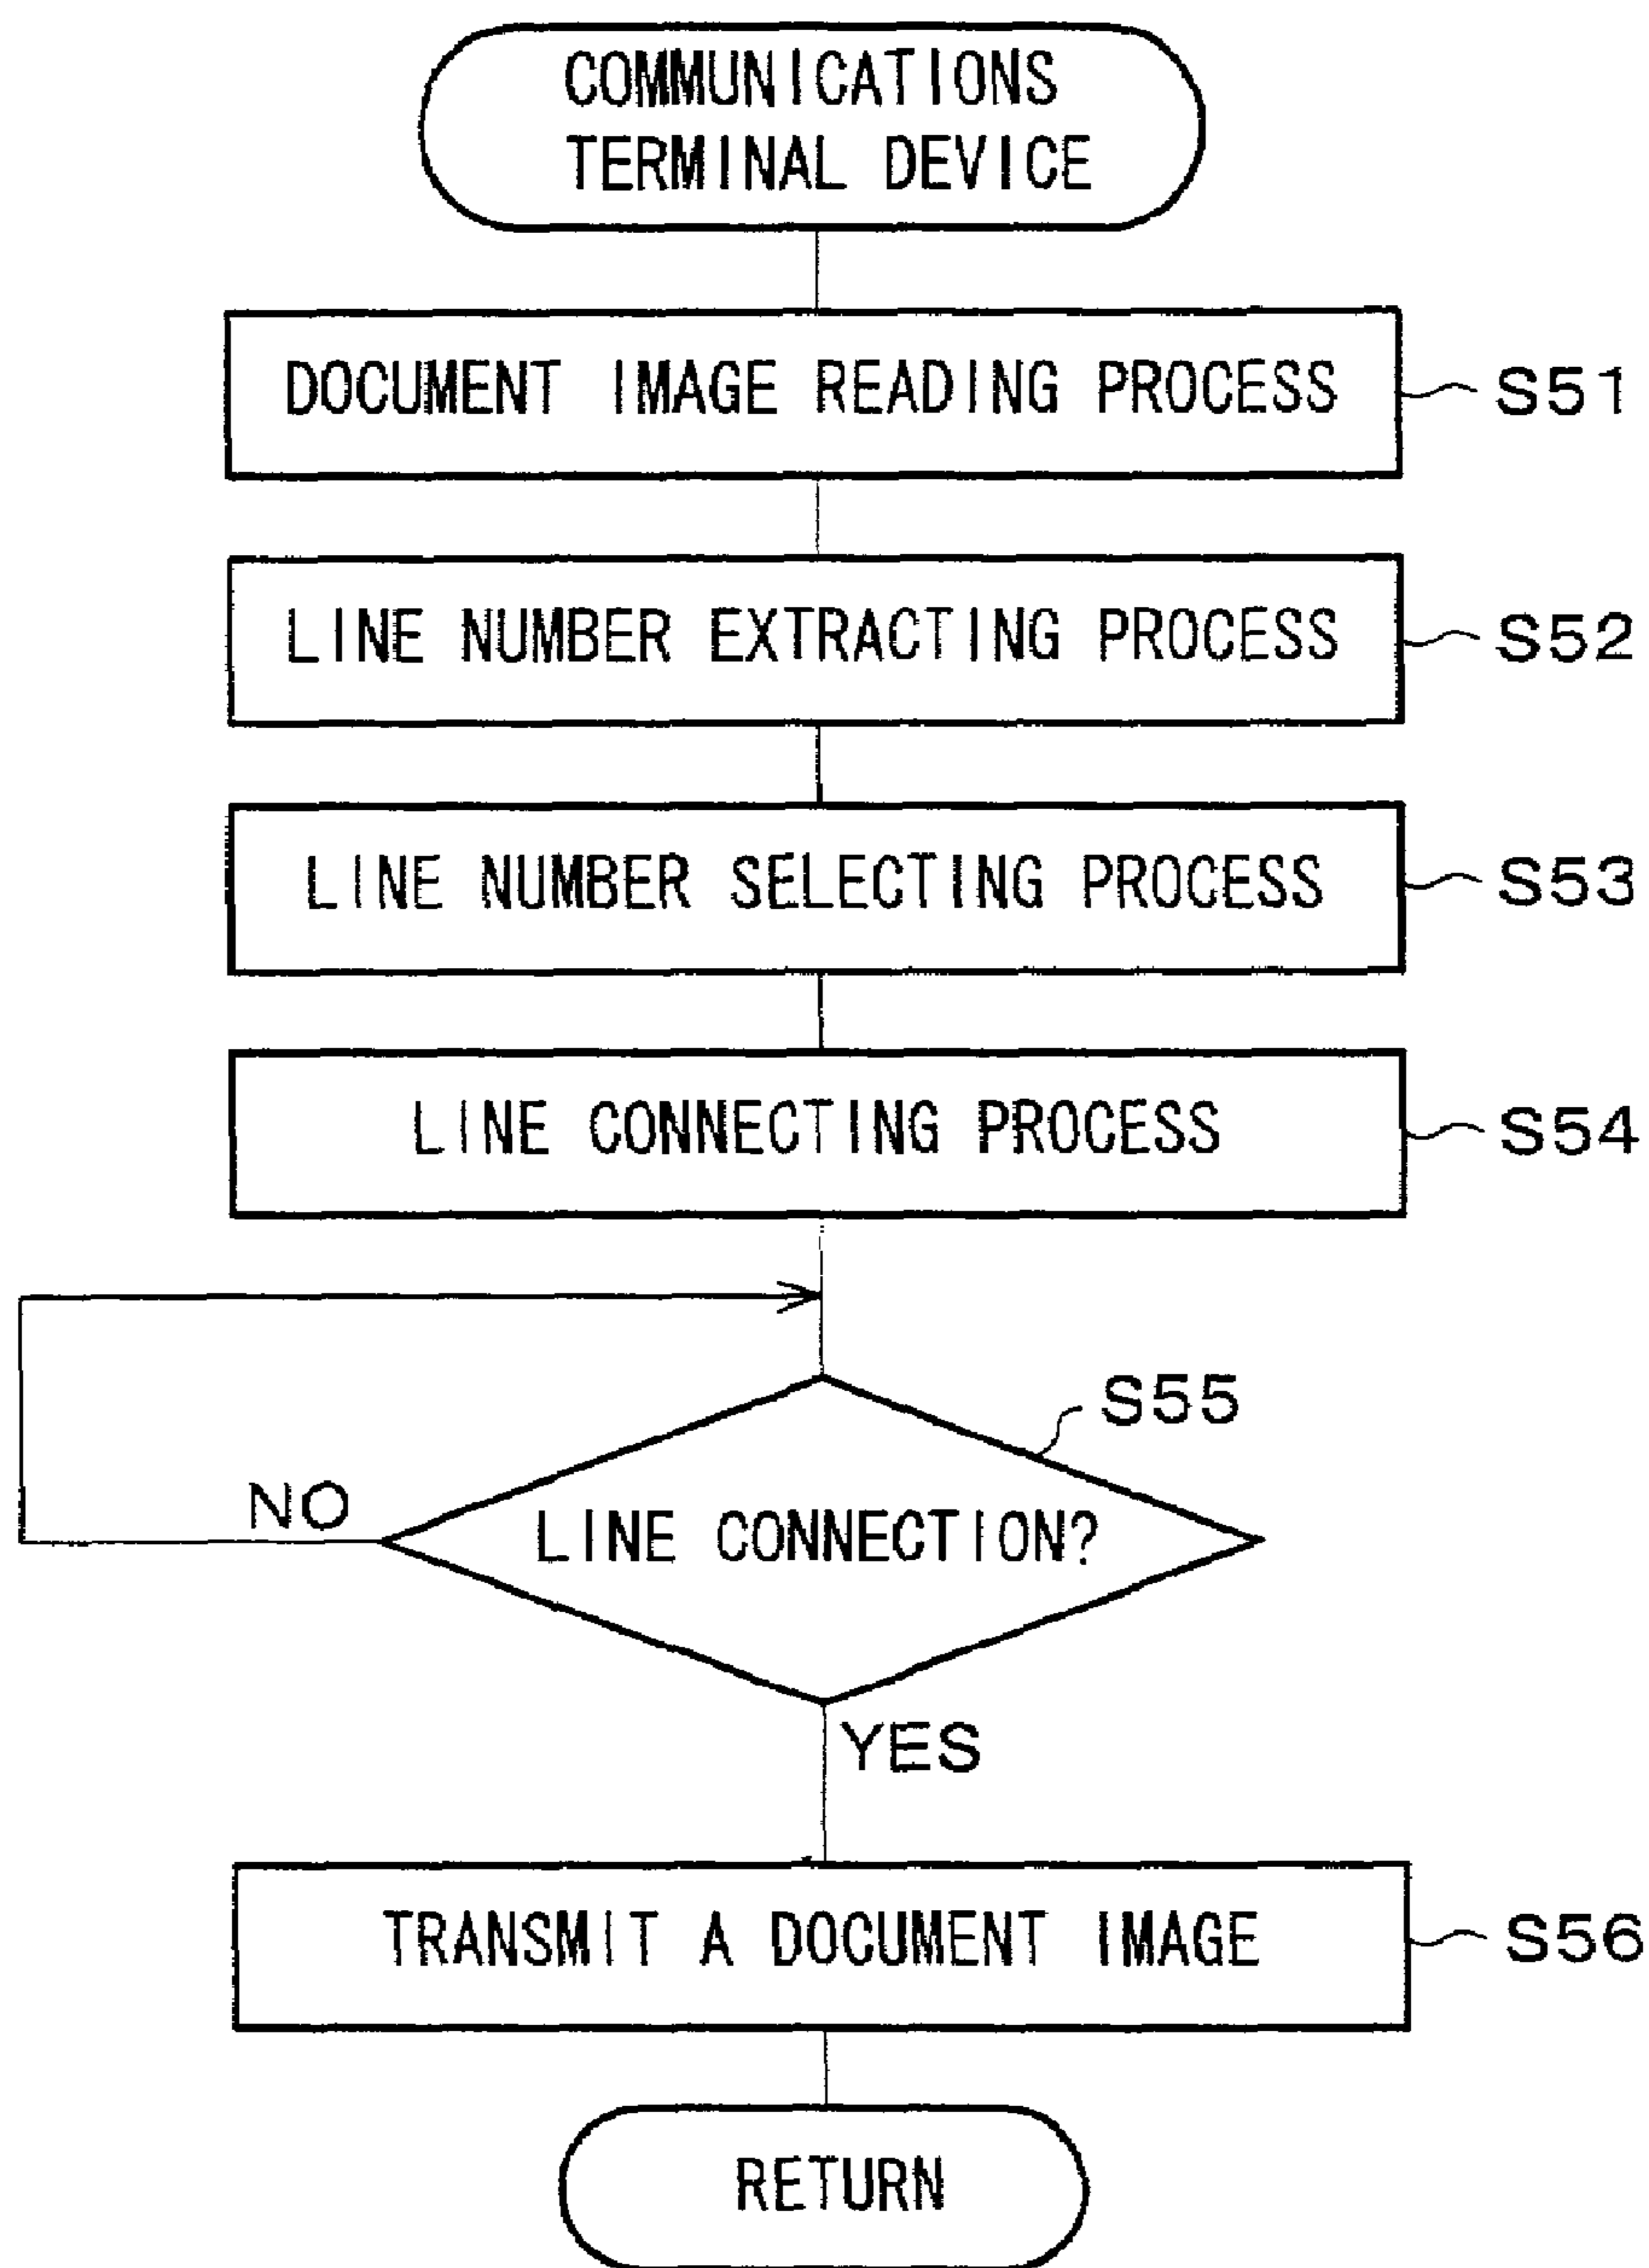 COMMUNICATIONS
TERMINAL DEVICE
DOCUMENT IMAGE READING PROCESS
S51
LINE NUMBER EXTRACTING PROCESS
S52
LINE NUMBER SELECTING PROCESS
S53
LINE CONNECTING PROCESS
S54
S55
NO
LINE CONNECTION?
YES
TRANSMIT A DOCUMENT IMAGE
S56
RETURN